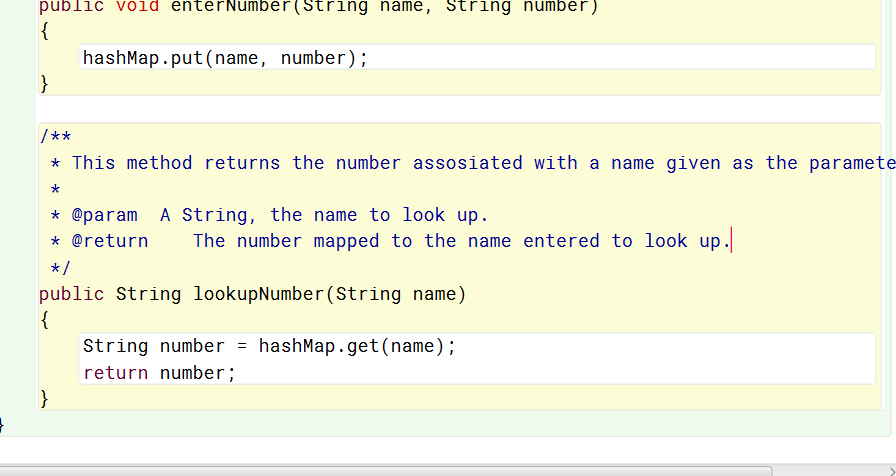 public void enterNumber(String name, String number)
{
hashMap.put(name, number);
}
/**
* This method returns the number assosiated with a name given as the paramete
*
* @param  A String, the name to look up.
* @return    The number mapped to the name entered to look up.
*/
public String lookupNumber(String name)
{
String number = hashMap.get(name);
return number;
}
}